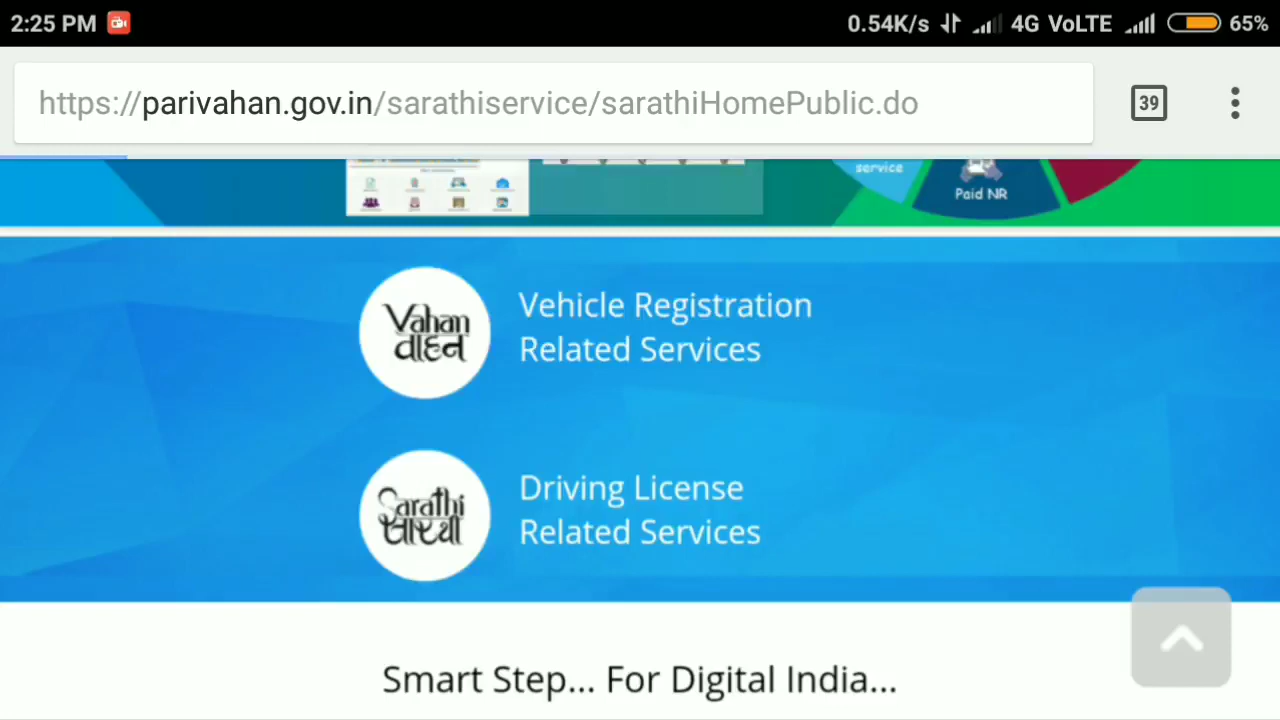 2:25 PM
0.54K/s 4G VoLTE 65%
https://parivahan.gov.in/sarathiservice/sarathiHomePublic.do
39
service
Paid NR
Vahan
वाहन
Vehicle Registration
Related Services
Sarathi
सारथी
Driving License
Related Services
Smart Step... For Digital India...